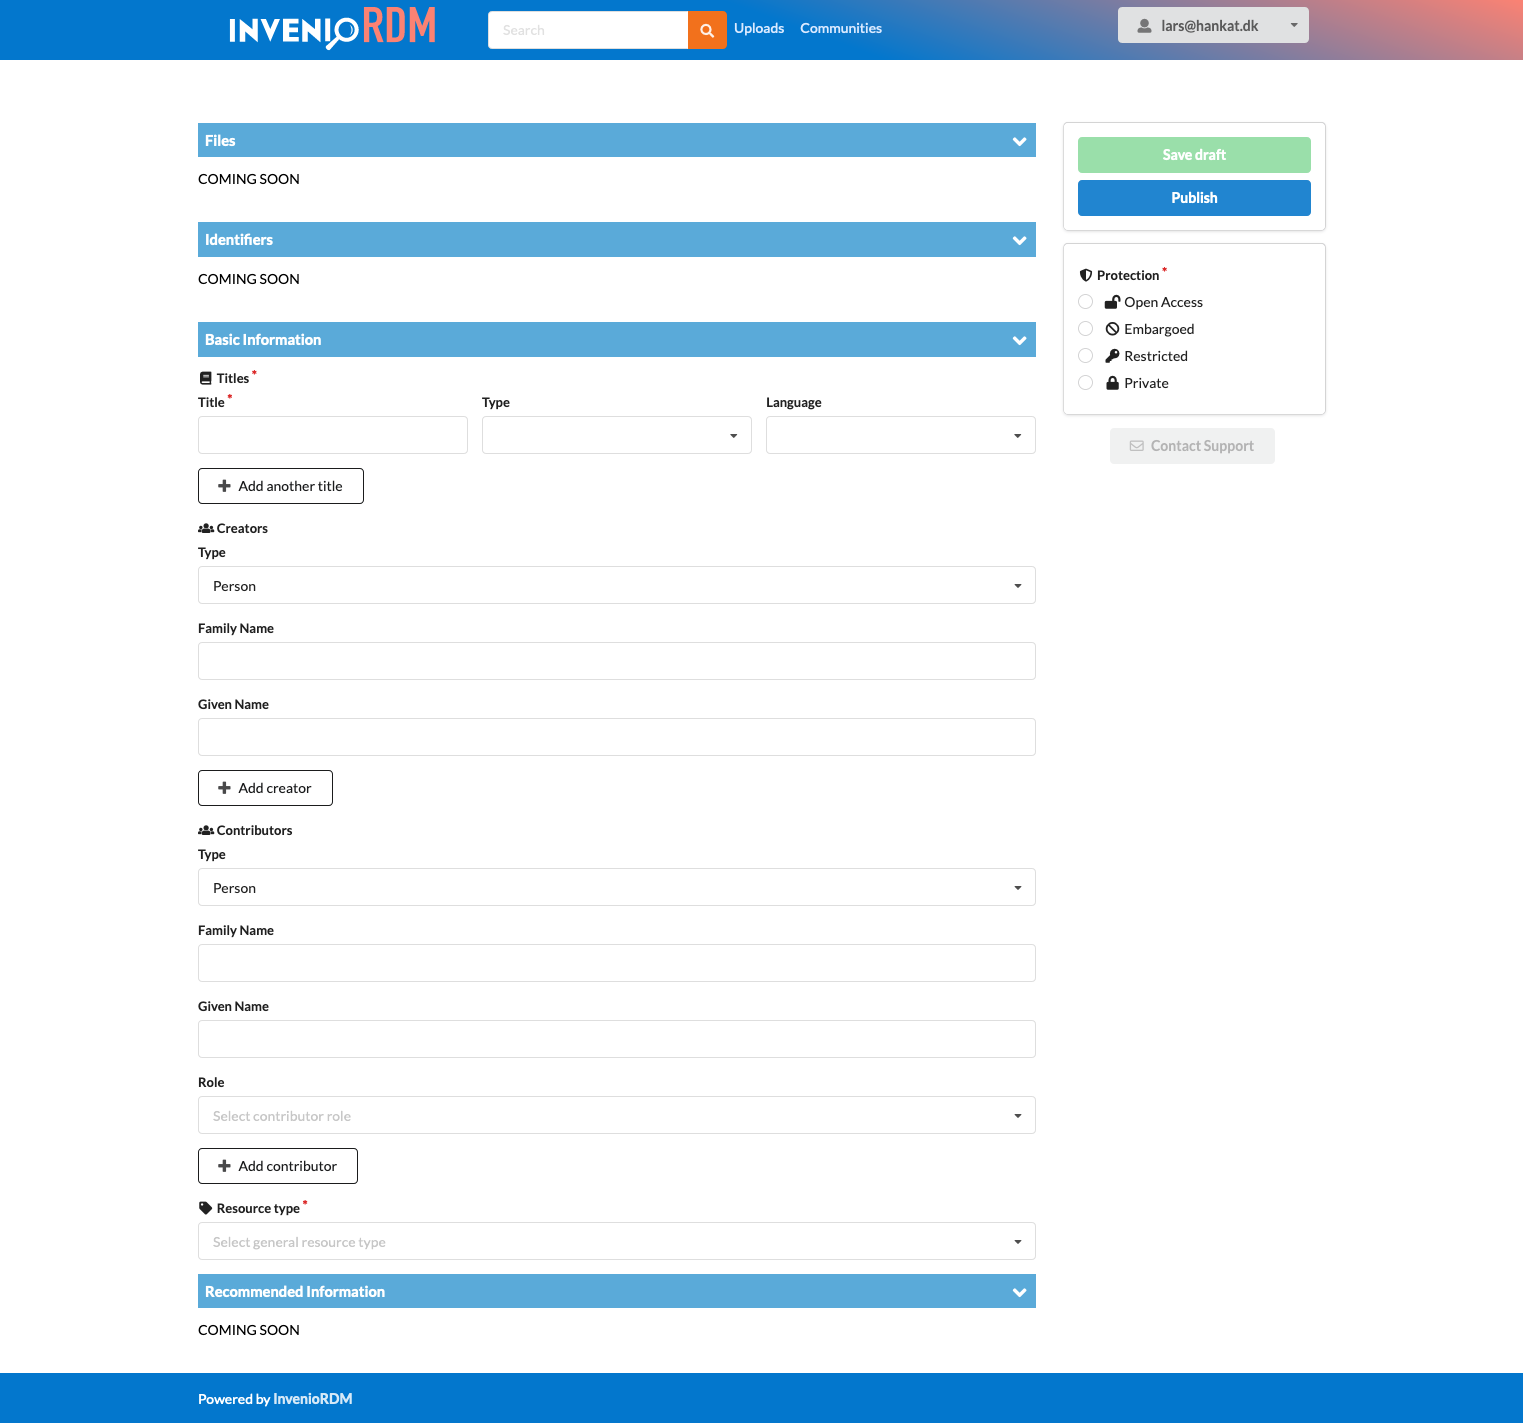 INVENIO RDM
Search
Uploads
Communities
lars@hankat.dk
Files
COMING SOON
Identifiers
COMING SOON
Basic Information
Titles *
Title *
Type
Language
Add another title
Creators
Type
Person
Family Name
Given Name
Add creator
Contributors
Type
Person
Family Name
Given Name
Role
Select contributor role
Add contributor
Resource type *
Select general resource type
Recommended Information
COMING SOON
Save draft
Publish
Protection *
Open Access
Embargoed
Restricted
Private
Contact Support
Powered by InvenioRDM